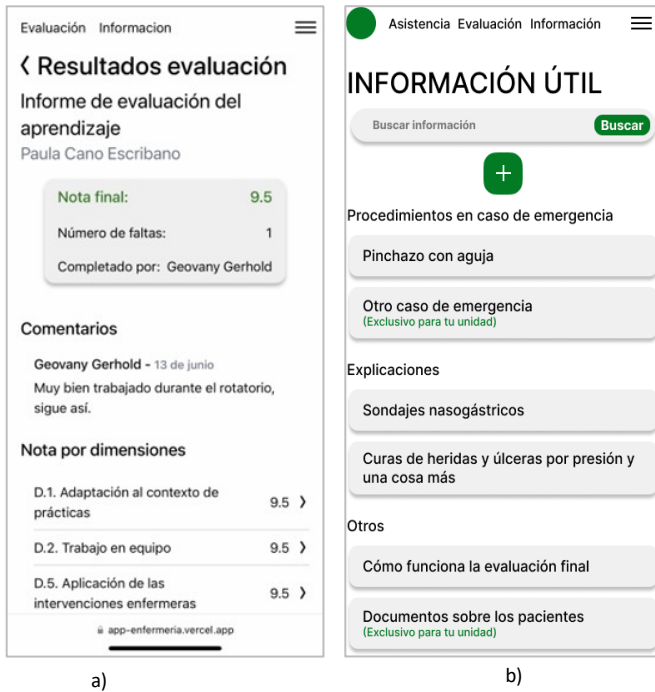 Evaluación Informacion
Resultados evaluación
Informe de evaluación del
aprendizaje
Paula Cano Escribano
Nota final: 9.5
Número de faltas: 1
Completado por: Geovany Gerhold
Comentarios
Geovany Gerhold - 13 de junio
Muy bien trabajado durante el rotatorio,
sigue así.
Nota por dimensiones
D.1. Adaptación al contexto de
prácticas 9.5
D.2. Trabajo en equipo 9.5
D.5. Aplicación de las
intervenciones enfermeras 9.5
app-enfermeria.vercel.app
a)
Asistencia Evaluación Información
INFORMACIÓN ÚTIL
Buscar información Buscar
+
Procedimientos en caso de emergencia
Pinchazo con aguja
Otro caso de emergencia
(Exclusivo para tu unidad)
Explicaciones
Sondajes nasogástricos
Curas de heridas y úlceras por presión y
una cosa más
Otros
Cómo funciona la evaluación final
Documentos sobre los pacientes
(Exclusivo para tu unidad)
b)